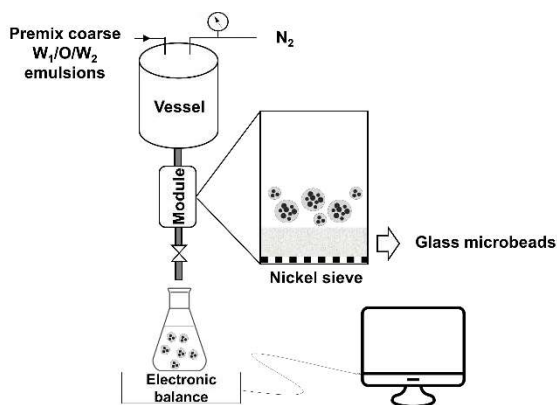 Premix coarse
W₁/O/W₂
emulsions
N₂
Vessel
Module
Glass microbeads
Nickel sieve
Electronic
balance